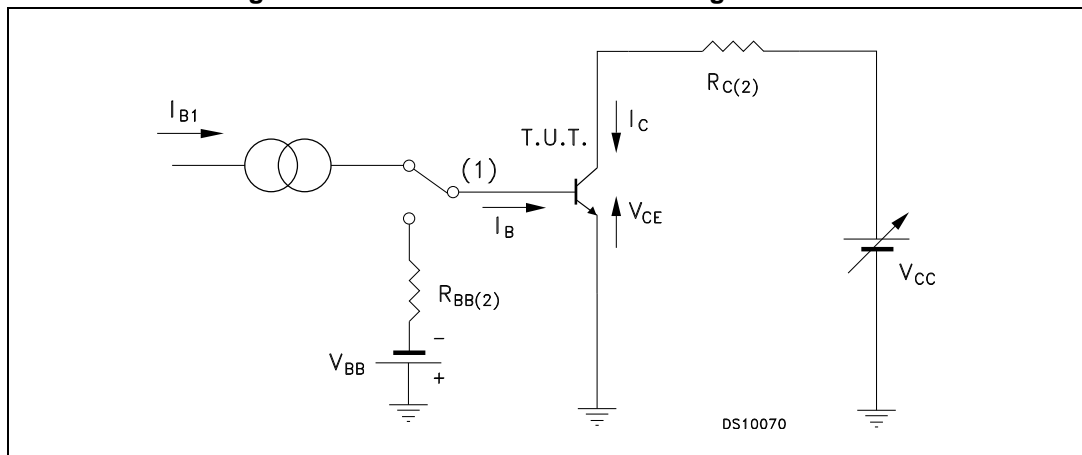 I_B1
R_C(2)
I_C
T.U.T.
(1)
I_B
V_CE
V_CC
R_BB(2)
V_BB
-
+
DS10070